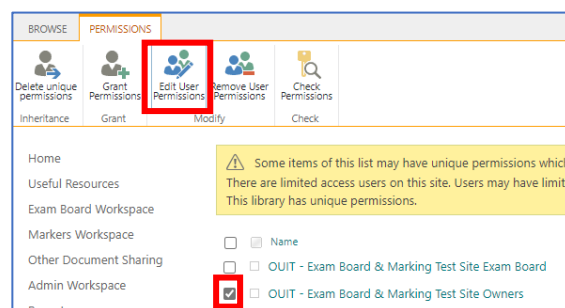 BROWSE PERMISSIONS
Delete unique permissions
Grant Permissions
Edit User Permissions
Remove User Permissions
Check Permissions
Inheritance Grant Modify Check
Home
Useful Resources
Exam Board Workspace
Markers Workspace
Other Document Sharing
Admin Workspace
Some items of this list may have unique permissions which
There are limited access users on this site. Users may have limit
This library has unique permissions.
Name
OUIT - Exam Board & Marking Test Site Exam Board
OUIT - Exam Board & Marking Test Site Owners